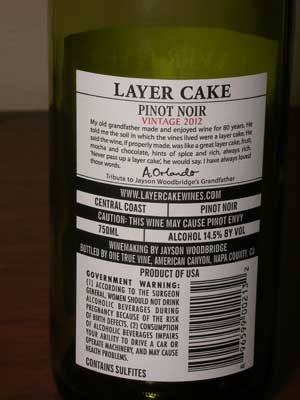 LAYER CAKE
PINOT NOIR
VINTAGE 2012
My old grandfather made and enjoyed wine for 80 years. He
told me the soil in which the vines lived were a layer cake. He
said the wine, if properly made, was like a great layer cake, fruit,
mocha and chocolate, hints of spice and rich, always rich.
'Never pass up a layer cake', he would say. I have always loved
those words.
A.Orlando
Tribute to Jayson Woodbridge's Grandfather
WWW.LAYERCAKEWINES.COM
CENTRAL COAST PINOT NOIR
CAUTION: THIS WINE MAY CAUSE PINOT ENVY
750ML ALCOHOL 14.5% BY VOL
WINEMAKING BY JAYSON WOODBRIDGE
BOTTLED BY ONE TRUE VINE, AMERICAN CANYON, NAPA COUNTY, CA
PRODUCT OF USA
GOVERNMENT WARNING:
(1) ACCORDING TO THE SURGEON
GENERAL, WOMEN SHOULD NOT DRINK
ALCOHOLIC BEVERAGES DURING
PREGNANCY BECAUSE OF THE RISK
OF BIRTH DEFECTS. (2) CONSUMPTION
OF ALCOHOLIC BEVERAGES IMPAIRS
YOUR ABILITY TO DRIVE A CAR OR
OPERATE MACHINERY, AND MAY CAUSE
HEALTH PROBLEMS.
CONTAINS SULFITES
8 96599 00213 2